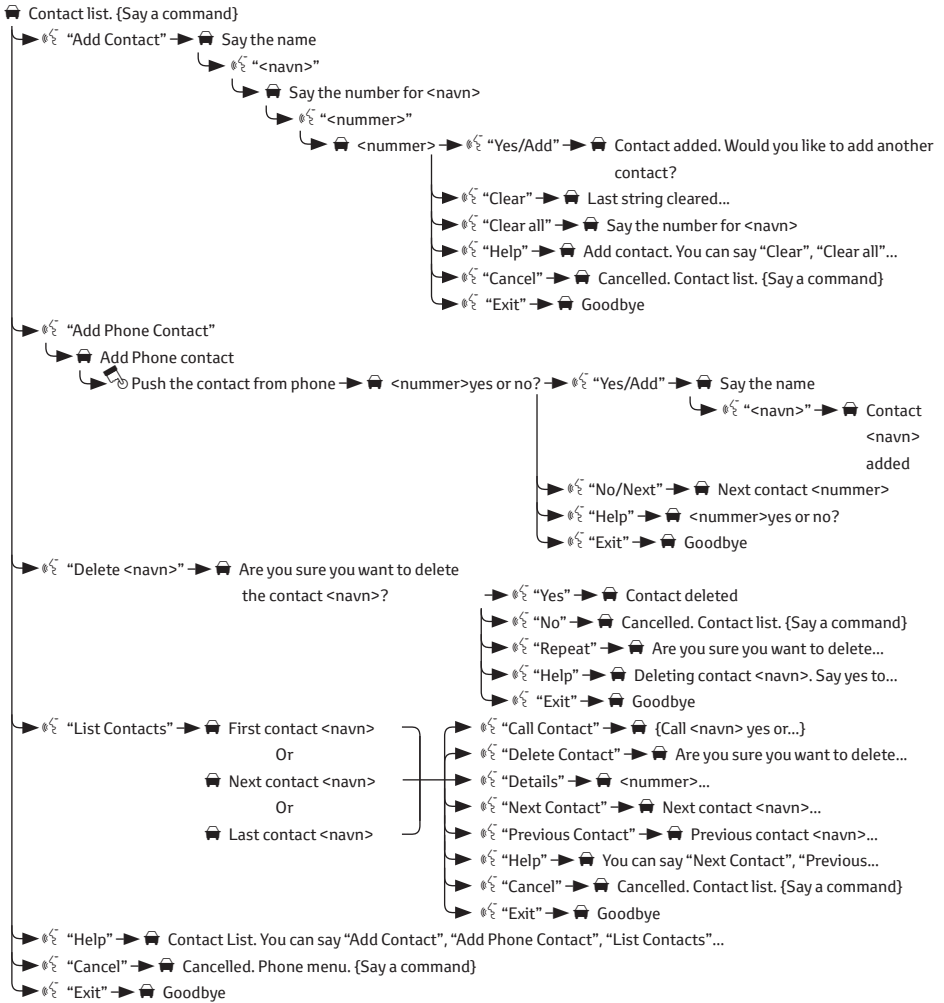 Contact list. {Say a command}
“Add Contact” Say the name
“<navn>”
Say the number for <navn>
“<nummer>”
<nummer> “Yes/Add” Contact added. Would you like to add another
contact?
“Clear” Last string cleared...
“Clear all” Say the number for <navn>
“Help” Add contact. You can say “Clear”, “Clear all”...
“Cancel” Cancelled. Contact list. {Say a command}
“Exit” Goodbye
“Add Phone Contact”
Add Phone contact
Push the contact from phone <nummer>yes or no? “Yes/Add” Say the name
“<navn>” Contact
<navn>
added
“No/Next” Next contact <nummer>
“Help” <nummer>yes or no?
“Exit” Goodbye
“Delete <navn>” Are you sure you want to delete
the contact <navn>?
“Yes” Contact deleted
“No” Cancelled. Contact list. {Say a command}
“Repeat” Are you sure you want to delete...
“Help” Deleting contact <navn>. Say yes to...
“Exit” Goodbye
“List Contacts” First contact <navn> “Call Contact” {Call <navn> yes or...}
Or “Delete Contact” Are you sure you want to delete...
Next contact <navn> “Details” <nummer>...
Or “Next Contact” Next contact <navn>...
Last contact <navn> “Previous Contact” Previous contact <navn>...
“Help” You can say “Next Contact”, “Previous...
“Cancel” Cancelled. Contact list. {Say a command}
“Exit” Goodbye
“Help” Contact List. You can say “Add Contact”, “Add Phone Contact”, “List Contacts”...
“Cancel” Cancelled. Phone menu. {Say a command}
“Exit” Goodbye